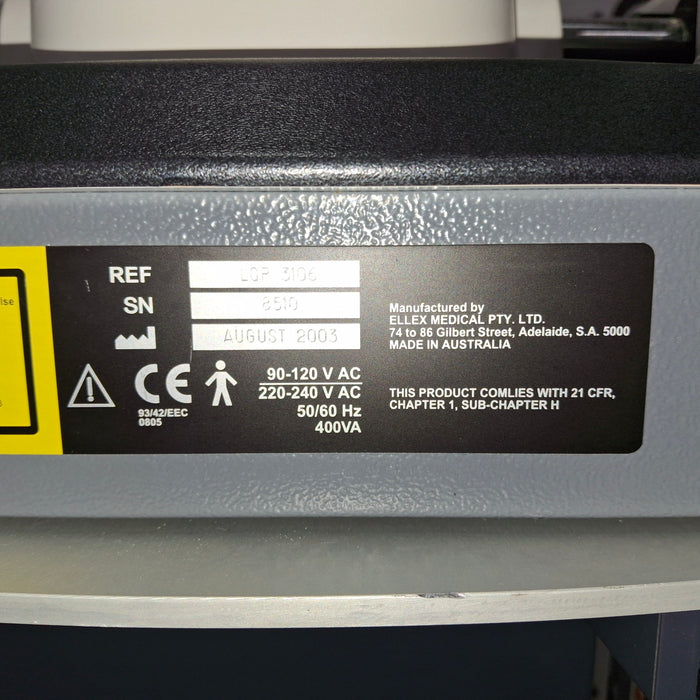 lse
REF LQP 3106
SN 8510
AUGUST 2003
CE
93/42/EEC
0805
90-120 V AC
220-240 V AC
50/60 Hz
400VA
Manufactured by
ELLEX MEDICAL PTY. LTD.
74 to 86 Gilbert Street, Adelaide, S.A. 5000
MADE IN AUSTRALIA
THIS PRODUCT COMLIES WITH 21 CFR,
CHAPTER 1, SUB-CHAPTER H